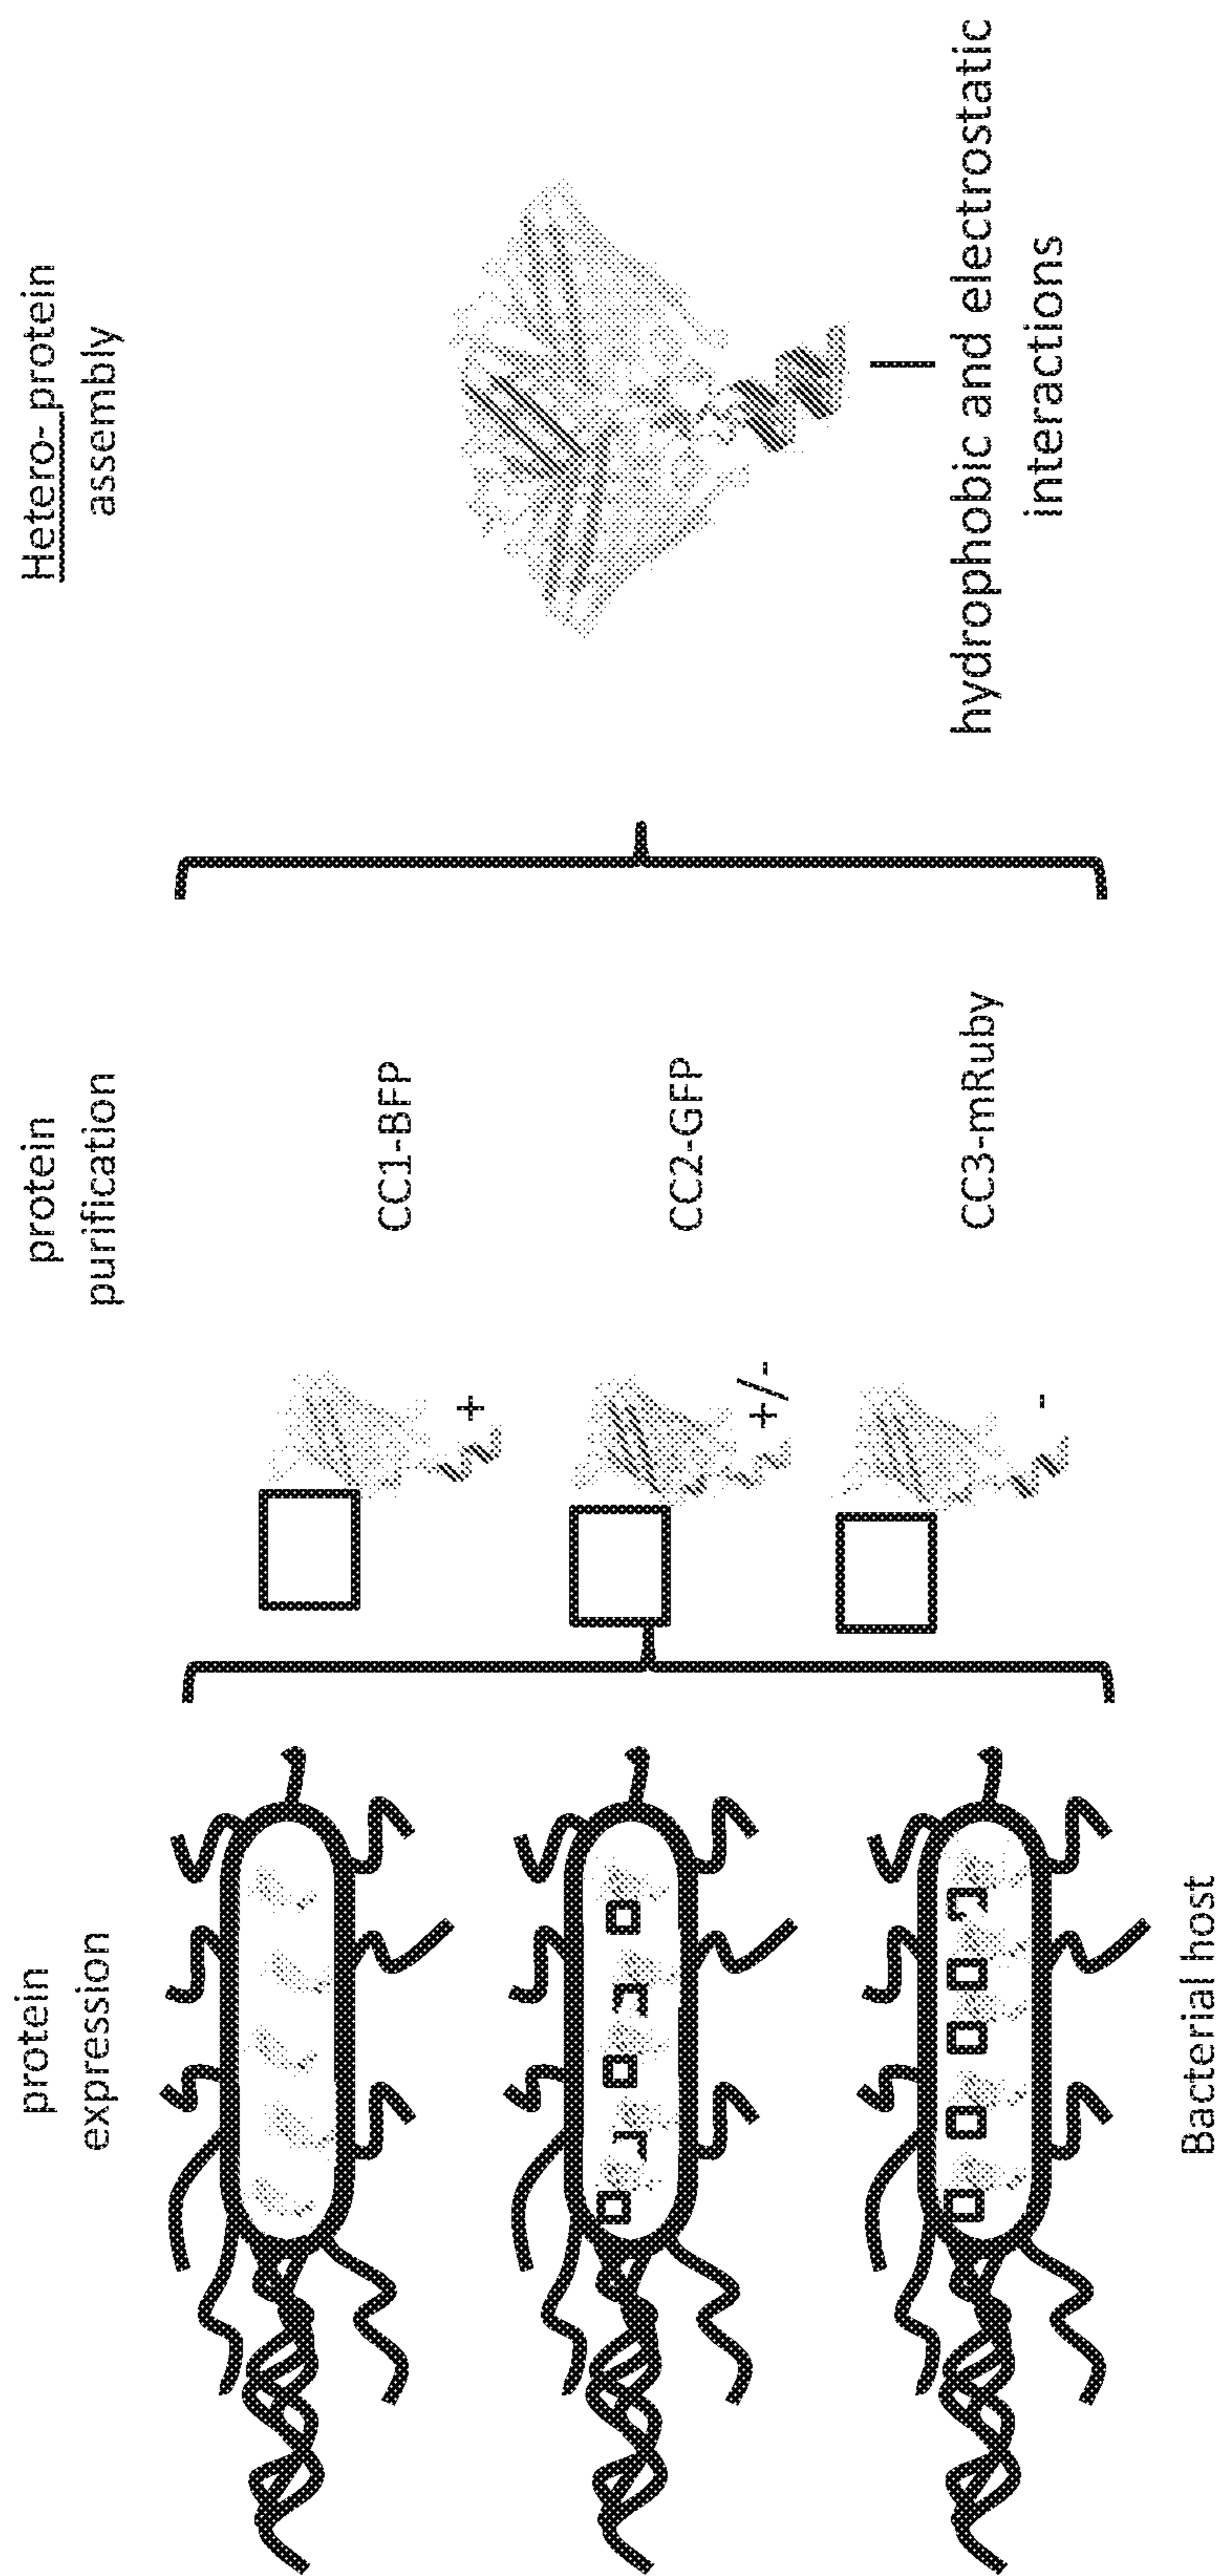 protein
expression
protein
purification
Hetero- protein
assembly
+
CC1-BFP
+/-
CC2-GFP
-
CC3-mRuby
hydrophobic and electrostatic
interactions
Bacterial host